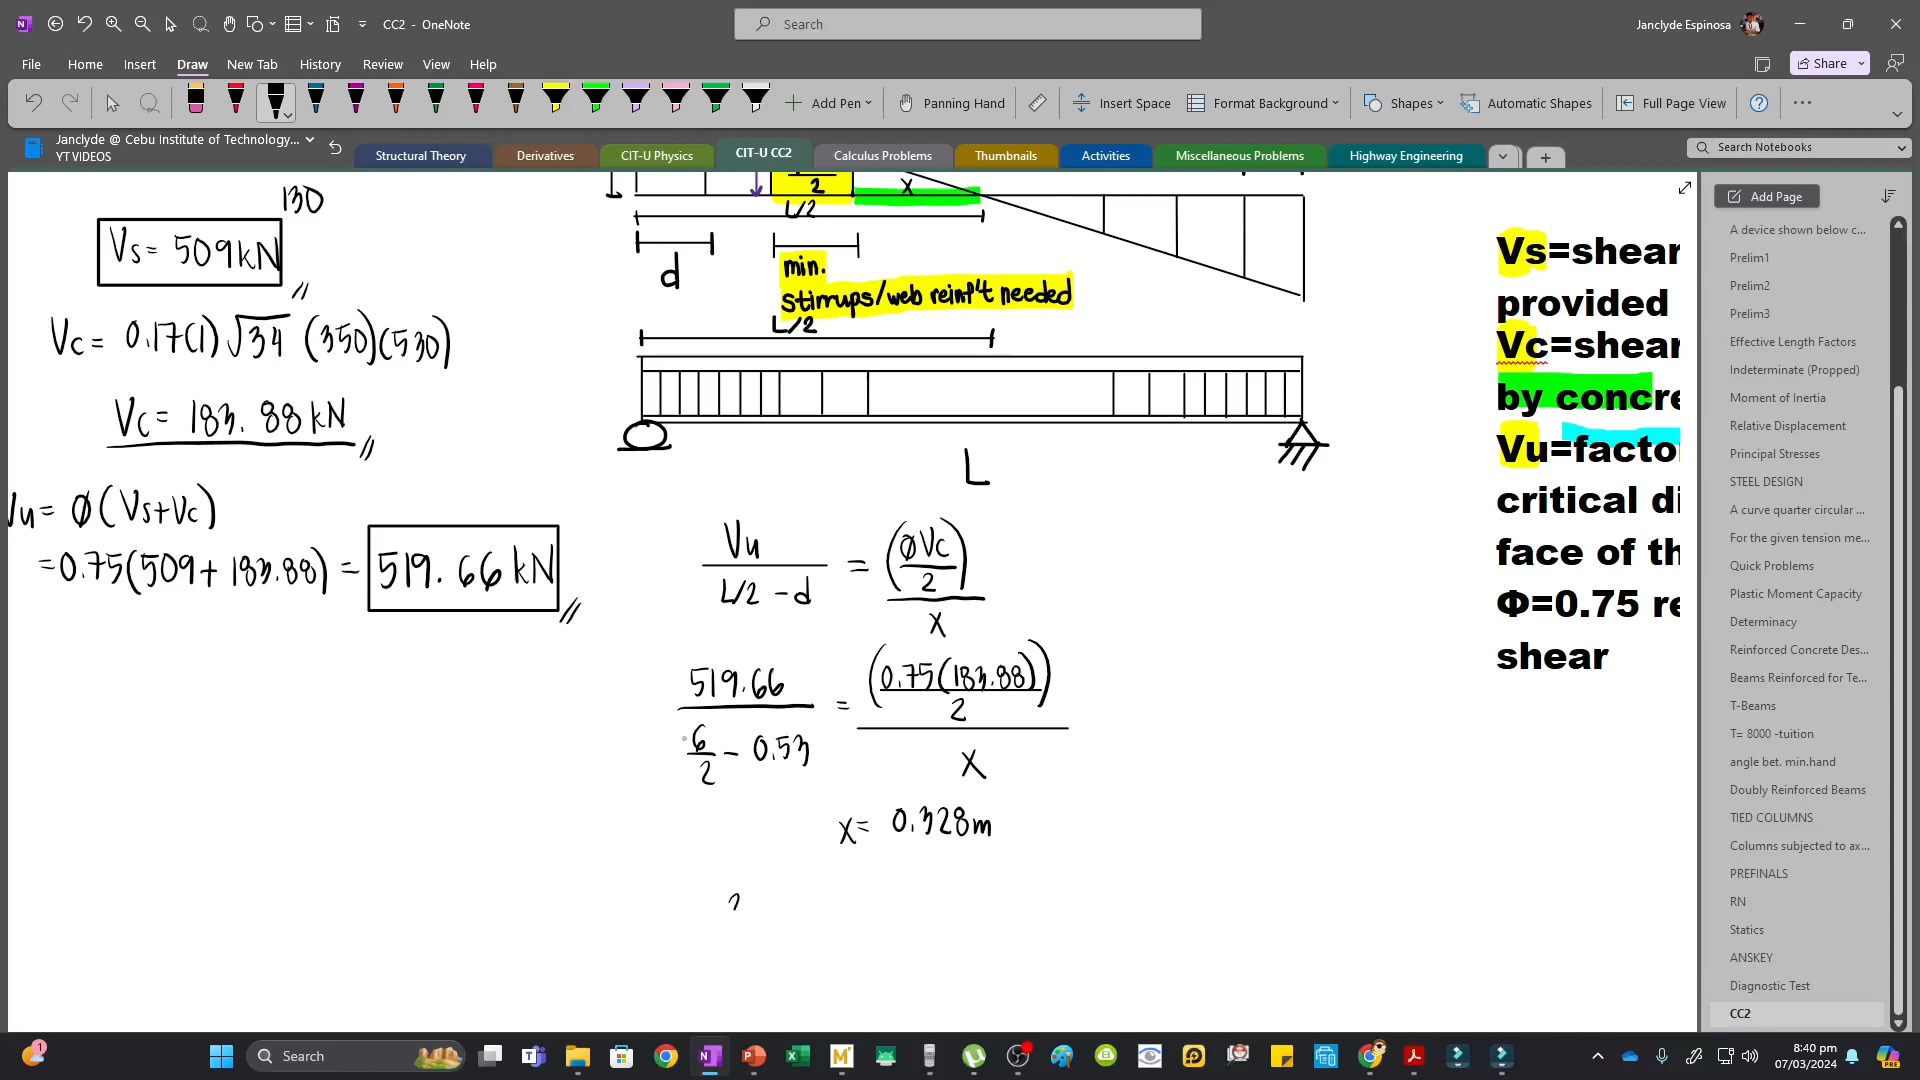 CC2 - OneNote
Search
Janclyde Espinosa
File Home Insert Draw New Tab History Review View Help
Share
Add Pen
Panning Hand
Insert Space
Format Background
Shapes
Automatic Shapes
Full Page View
Janclyde @ Cebu Institute of Technology...
YT VIDEOS
Structural Theory
Derivatives
CIT-U Physics
CIT-U CC2
Calculus Problems
Thumbnails
Activities
Miscellaneous Problems
Highway Engineering
Search Notebooks
130
Vs = 509kN
Vc = 0.17(1)√34 (350)(530)
Vc = 183.88 kN
Vu = Ø(Vs+Vc)
=0.75(509+183.88) = 519.66 kN
2
x
L/2
d
min.
stirrups/web reinf't needed
L/2
L
Vu / L/2 - d = (ØVc / 2) / x
519.66 / 6/2 - 0.53 = (0.75(183.88) / 2) / x
x = 0.328m
Vs=shear
provided
Vc=shear
by concre
Vu=facto
critical di
face of th
Φ=0.75 re
shear
Add Page
A device shown below c...
Prelim1
Prelim2
Prelim3
Effective Length Factors
Indeterminate (Propped)
Moment of Inertia
Relative Displacement
Principal Stresses
STEEL DESIGN
A curve quarter circular ...
For the given tension me...
Quick Problems
Plastic Moment Capacity
Determinacy
Reinforced Concrete Des...
Beams Reinforced for Te...
T-Beams
T= 8000 -tuition
angle bet. min.hand
Doubly Reinforced Beams
TIED COLUMNS
Columns subjected to ax...
PREFINALS
RN
Statics
ANSKEY
Diagnostic Test
CC2
1
Search
8:40 pm
07/03/2024